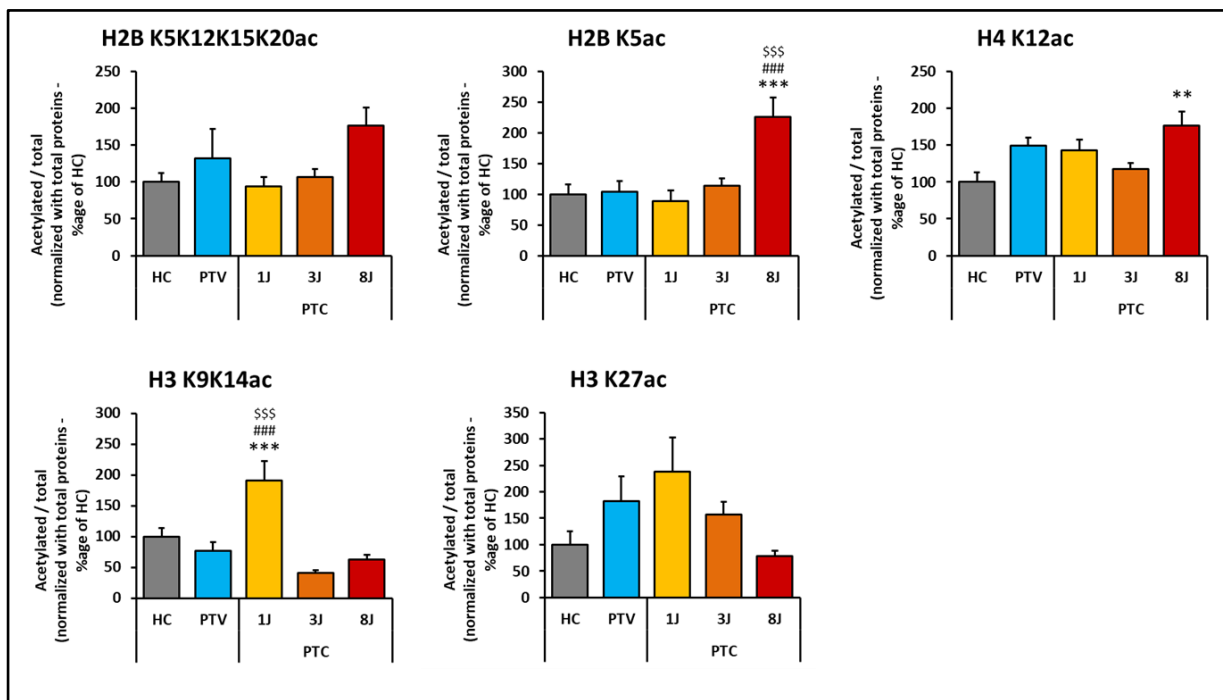 H2B K5K12K15K20ac
Acetylated / total
(normalized with total proteins -
%age of HC)
250
200
150
100
50
0
HC PTV 1J 3J 8J
PTC
H2B K5ac
Acetylated / total
(normalized with total proteins -
%age of HC)
300
250
200
150
100
50
0
$$$
###
***
HC PTV 1J 3J 8J
PTC
H4 K12ac
Acetylated / total
(normalized with total proteins -
%age of HC)
250
200
150
100
50
0
**
HC PTV 1J 3J 8J
PTC
H3 K9K14ac
Acetylated / total
(normalized with total proteins -
%age of HC)
300
250
200
150
100
50
0
$$$
###
***
HC PTV 1J 3J 8J
PTC
H3 K27ac
Acetylated / total
(normalized with total proteins -
%age of HC)
350
300
250
200
150
100
50
0
HC PTV 1J 3J 8J
PTC